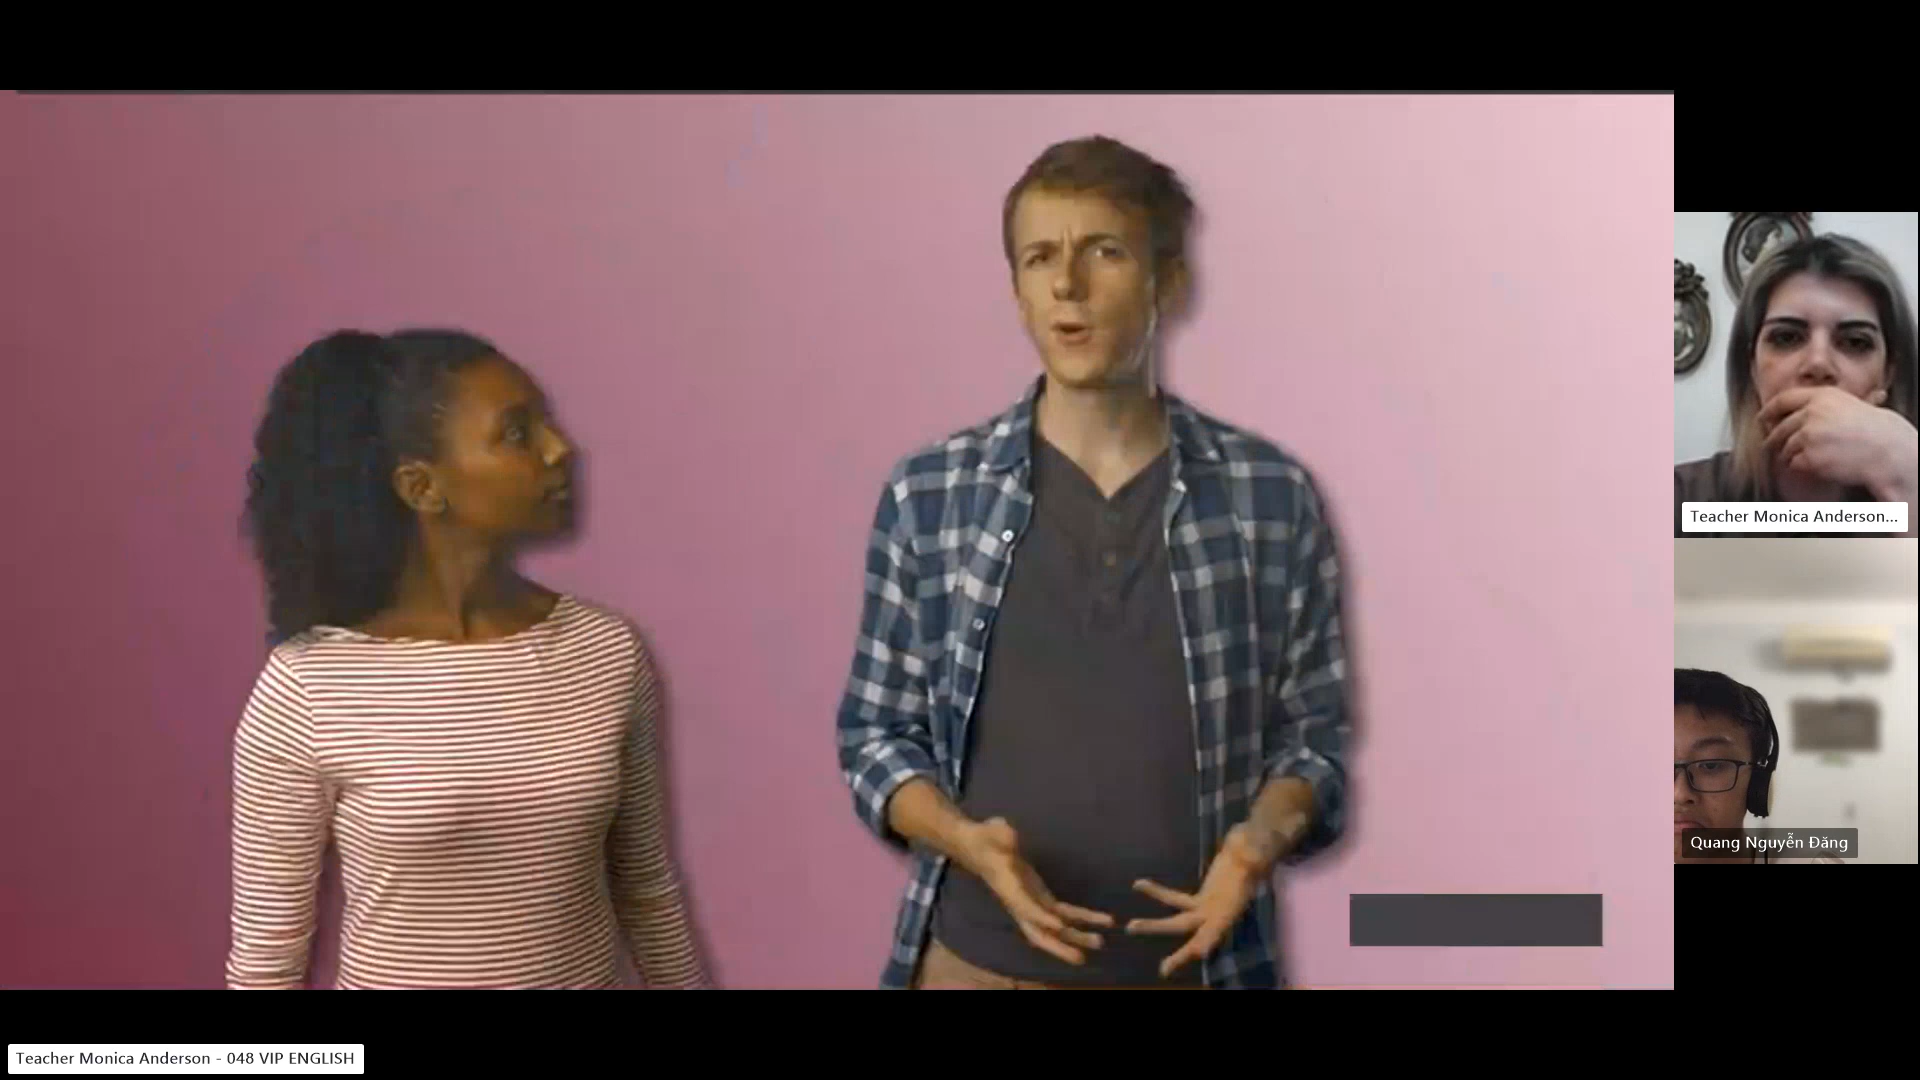 Teacher Monica Anderson...
Quang Nguyễn Đăng
Teacher Monica Anderson - 048 VIP ENGLISH